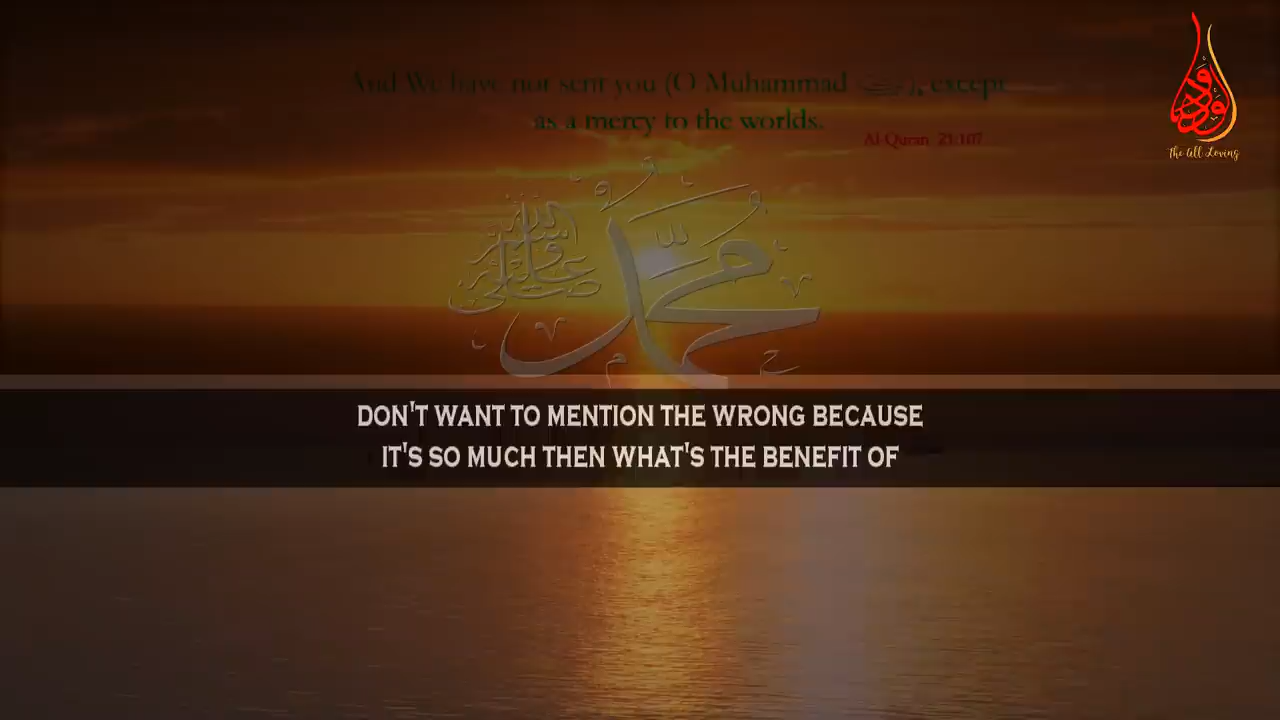 And We have not sent you (O Muhammad ﷺ), except
as a mercy to the worlds.
Al-Quran 21:107
ودود
The All Loving
محمد
صلى الله عليه وسلم
DON'T WANT TO MENTION THE WRONG BECAUSE
IT'S SO MUCH THEN WHAT'S THE BENEFIT OF